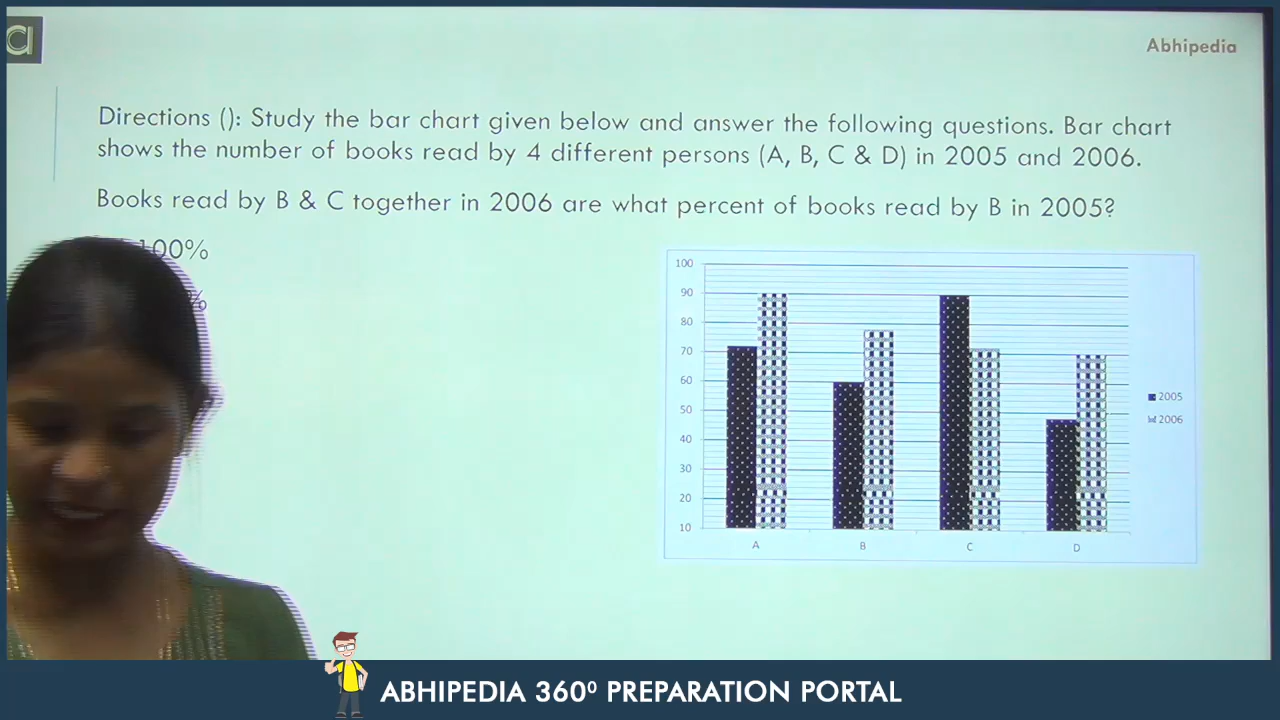 a
Abhipedia
Directions (): Study the bar chart given below and answer the following questions. Bar chart
shows the number of books read by 4 different persons (A, B, C & D) in 2005 and 2006.
Books read by B & C together in 2006 are what percent of books read by B in 2005?
100%
%
100
90
80
70
60
50
40
30
20
10
A B C D
2005
2006
ABHIPEDIA 360⁰ PREPARATION PORTAL